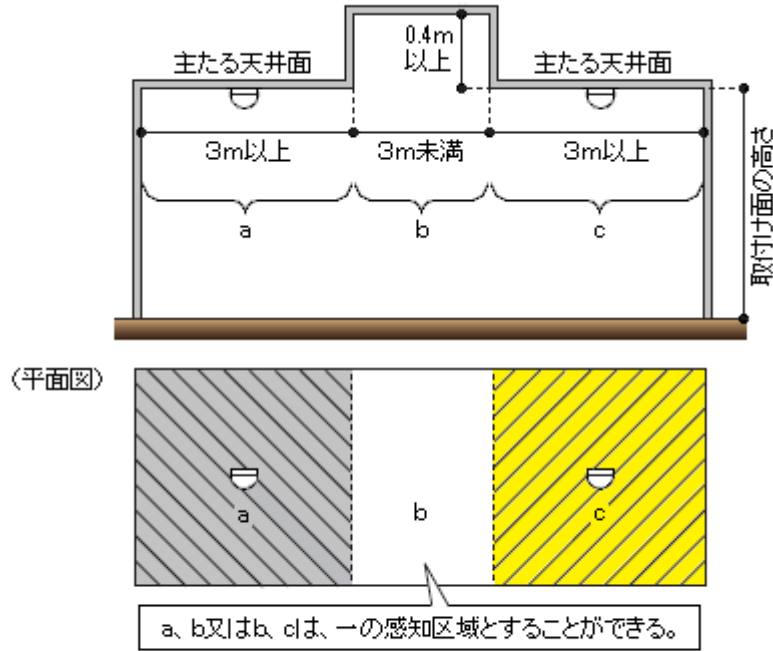 0.4m
以上
主たる天井面
主たる天井面
3m以上
3m未満
3m以上
a
b
c
取付け面の高さ
(平面図)
a
b
c
a、b又はb、cは、一の感知区域とすることができる。